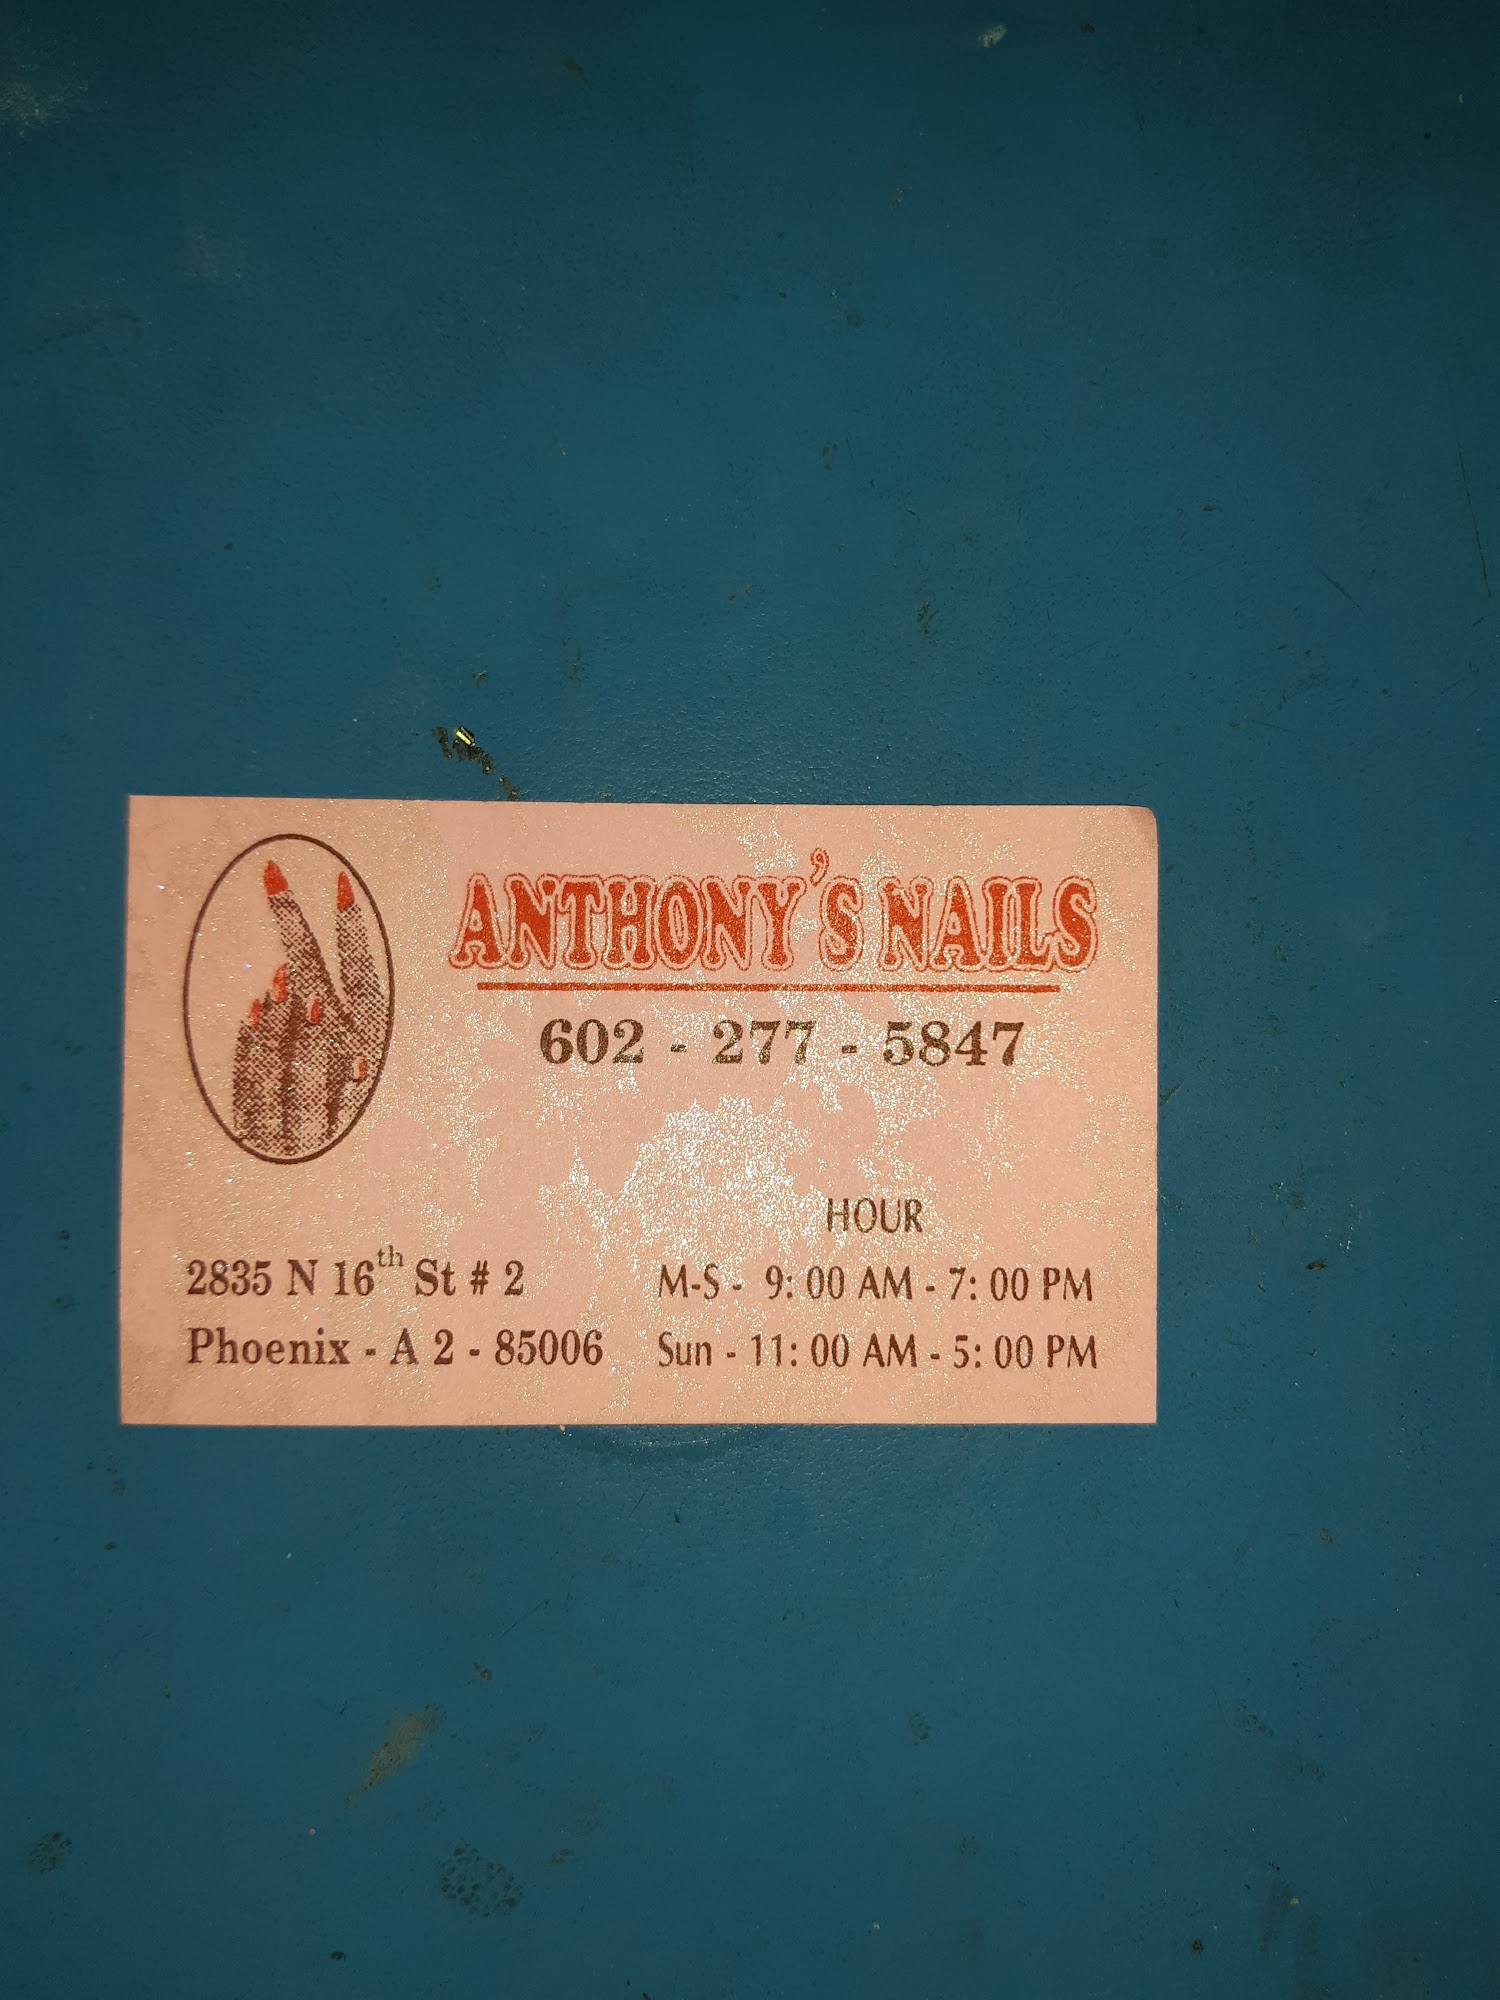 ANTHONY'S NAILS
602 - 277 - 5847
2835 N 16th St # 2
Phoenix - A 2 - 85006
HOUR
M-S - 9: 00 AM - 7: 00 PM
Sun - 11: 00 AM - 5: 00 PM